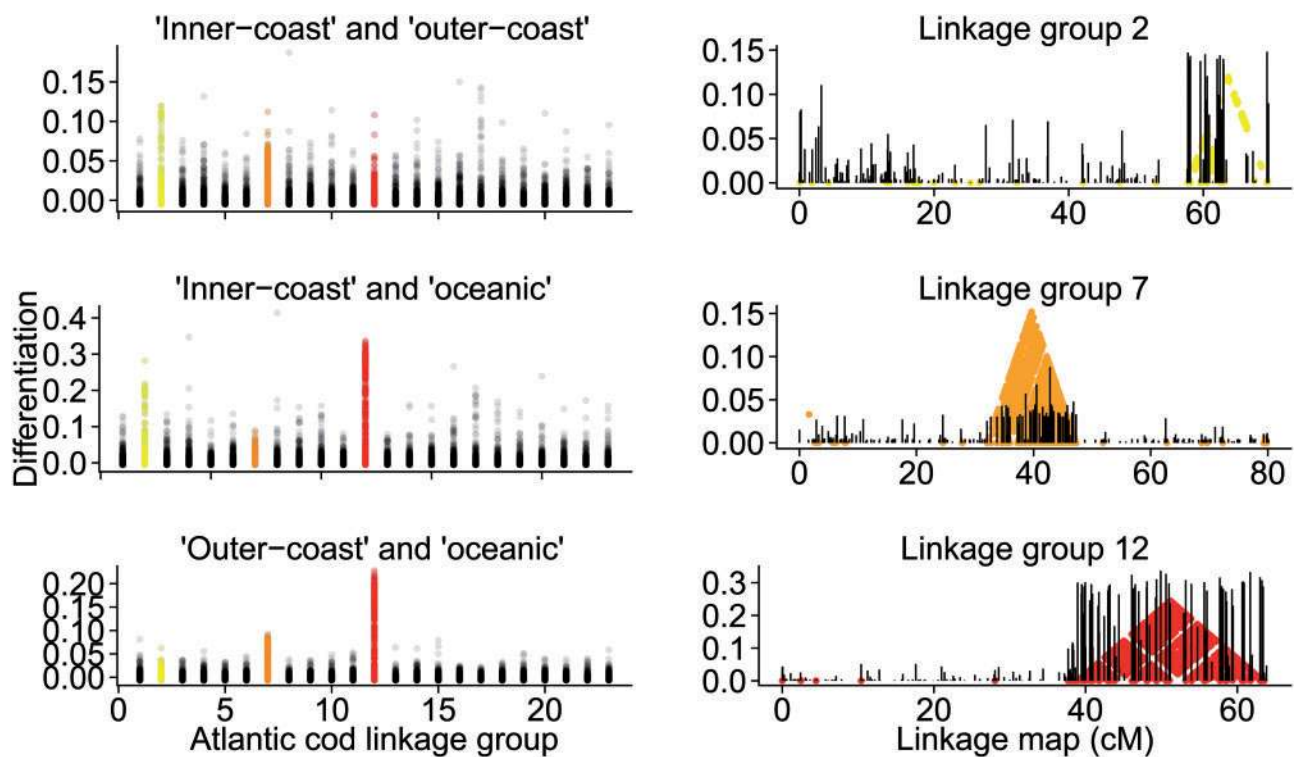 'Inner−coast' and 'outer−coast'
0.15
0.10
0.05
0.00
'Inner−coast' and 'oceanic'
Differentiation
0.4
0.3
0.2
0.1
0.0
'Outer−coast' and 'oceanic'
0.20
0.15
0.10
0.05
0.00
0 5 10 15 20
Atlantic cod linkage group
Linkage group 2
0.15
0.10
0.05
0.00
0 20 40 60
Linkage group 7
0.15
0.10
0.05
0.00
0 20 40 60 80
Linkage group 12
0.3
0.2
0.1
0.0
0 20 40 60
Linkage map (cM)